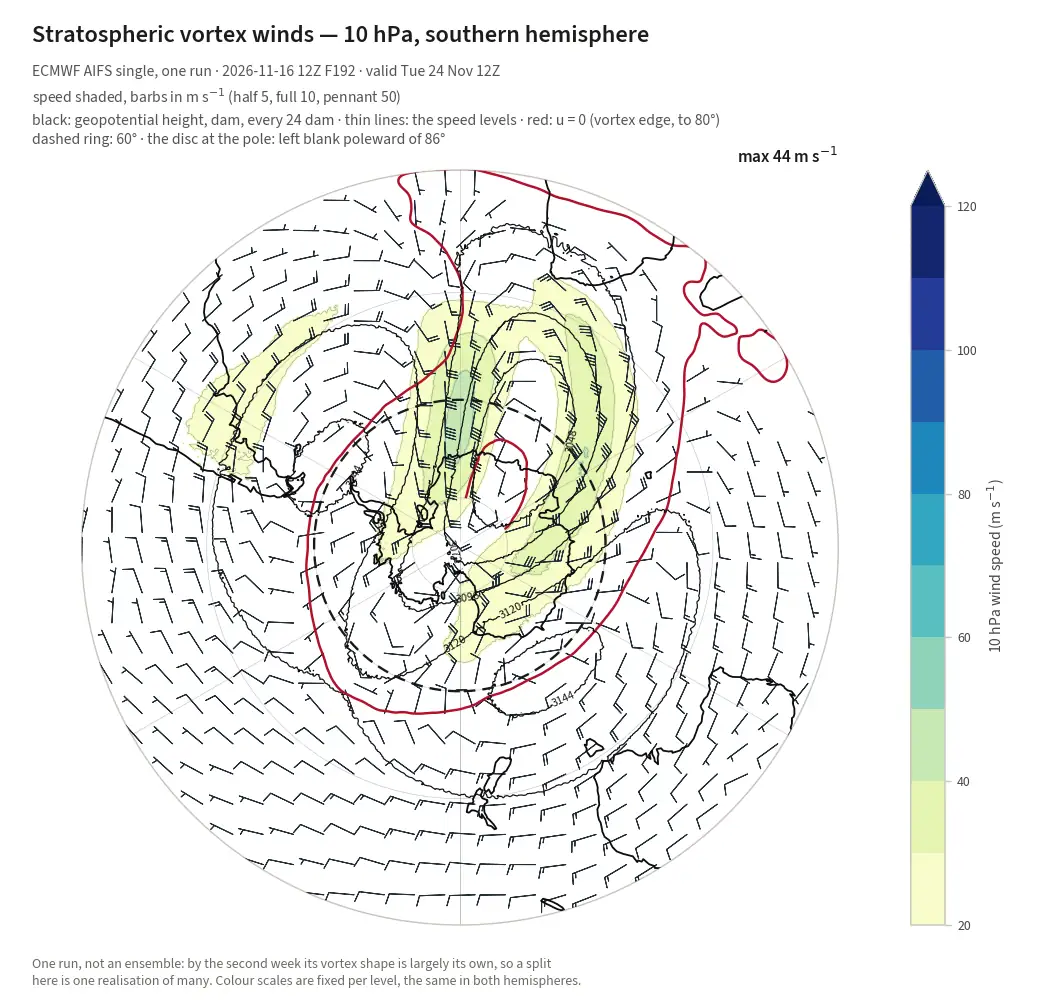 Stratospheric vortex winds — 10 hPa, southern hemisphere
ECMWF AIFS single, one run · 2026-11-16 12Z F192 · valid Tue 24 Nov 12Z
speed shaded, barbs in m s⁻¹ (half 5, full 10, pennant 50)
black: geopotential height, dam, every 24 dam · thin lines: the speed levels · red: u = 0 (vortex edge, to 80°)
dashed ring: 60° · the disc at the pole: left blank poleward of 86°
max 44 m s⁻¹
120
100
80
60
40
20
10 hPa wind speed (m s⁻¹)
3120
3120
3144
One run, not an ensemble: by the second week its vortex shape is largely its own, so a split
here is one realisation of many. Colour scales are fixed per level, the same in both hemispheres.